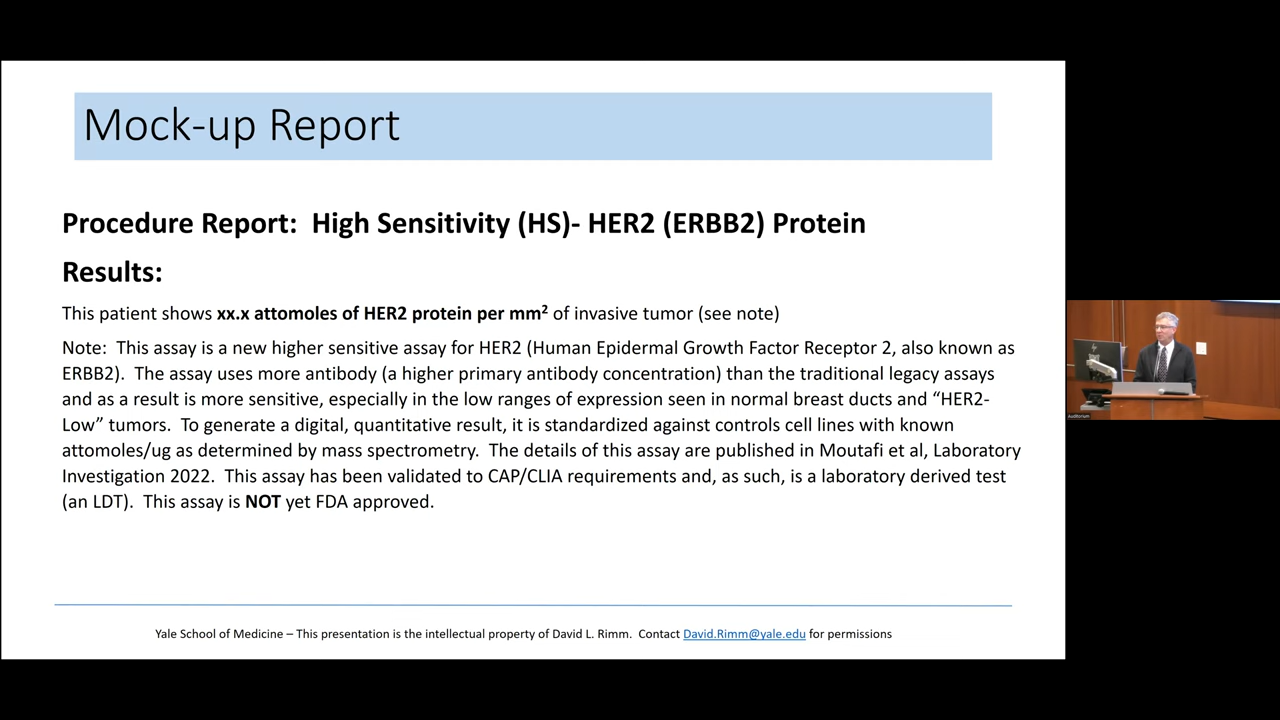 Mock-up Report
Procedure Report:  High Sensitivity (HS)- HER2 (ERBB2) Protein
Results:
This patient shows xx.x attomoles of HER2 protein per mm² of invasive tumor (see note)
Note:  This assay is a new higher sensitive assay for HER2 (Human Epidermal Growth Factor Receptor 2, also known as
ERBB2).  The assay uses more antibody (a higher primary antibody concentration) than the traditional legacy assays
and as a result is more sensitive, especially in the low ranges of expression seen in normal breast ducts and “HER2-
Low” tumors.  To generate a digital, quantitative result, it is standardized against controls cell lines with known
attomoles/ug as determined by mass spectrometry.  The details of this assay are published in Moutafi et al, Laboratory
Investigation 2022.  This assay has been validated to CAP/CLIA requirements and, as such, is a laboratory derived test
(an LDT).  This assay is NOT yet FDA approved.
Yale School of Medicine – This presentation is the intellectual property of David L. Rimm.  Contact David.Rimm@yale.edu for permissions
Auditorium